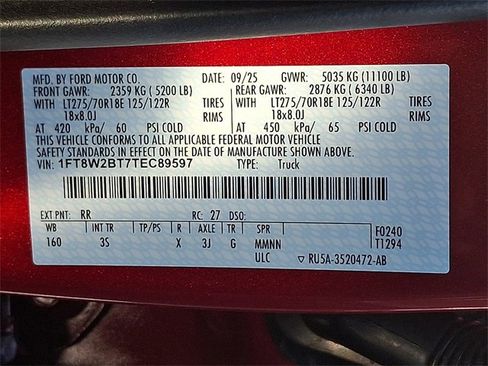 MFD. BY FORD MOTOR CO. DATE: 09/25 GVWR: 5035 KG (11100 LB)
FRONT GAWR: 2359 KG ( 5200 LB) REAR GAWR: 2876 KG ( 6340 LB)
WITH LT275/70R18E 125/122R TIRES WITH LT275/70R18E 125/122R TIRES
18x8.0J RIMS 18x8.0J RIMS
AT 420 kPa/ 60 PSI COLD AT 450 kPa/ 65 PSI COLD
THIS VEHICLE CONFORMS TO ALL APPLICABLE FEDERAL MOTOR VEHICLE
SAFETY STANDARDS IN EFFECT ON THE DATE OF MANUFACTURE SHOWN ABOVE.
VIN: 1FT8W2BT7TEC89597 TYPE: Truck
EXT PNT: RR RC: 27 DSO:
WB INT TR TP/PS R AXLE TR SPR F0240
160 3S X 3J G MMNN T1294
ULC ▽ RU5A-3520472-AB